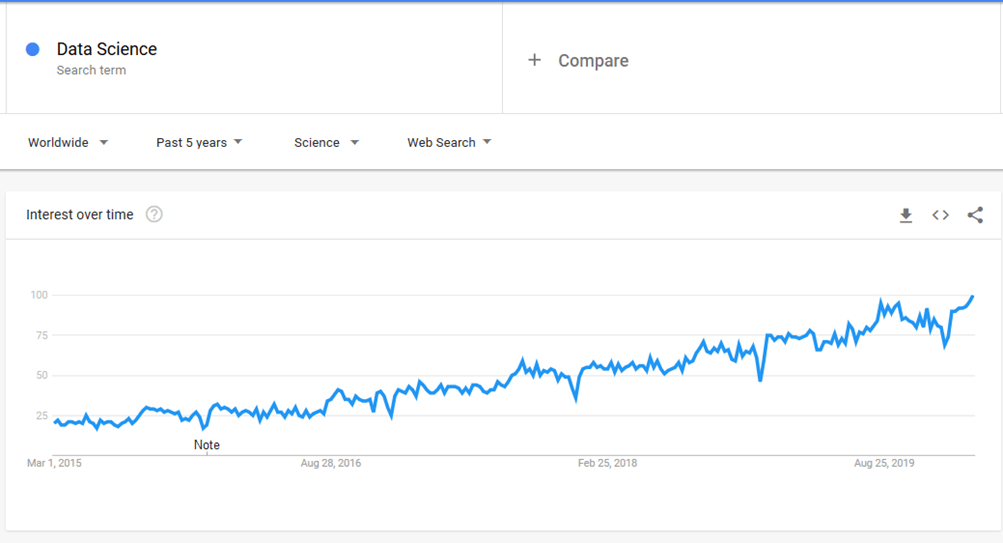 Data Science
Search term
+ Compare
Worldwide Past 5 years Science Web Search
Interest over time ?
100
75
50
25
Note
Mar 1, 2015 Aug 28, 2016 Feb 25, 2018 Aug 25, 2019